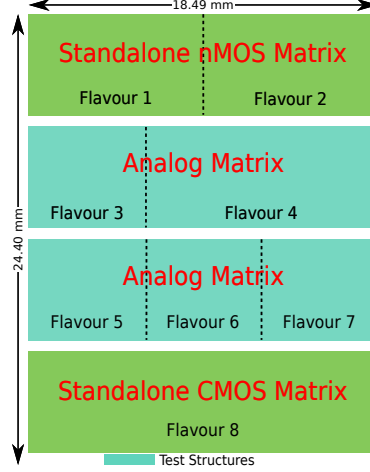 18.49 mm
Standalone nMOS Matrix
Flavour 1 Flavour 2
Analog Matrix
Flavour 3 Flavour 4
24.40 mm
Analog Matrix
Flavour 5 Flavour 6 Flavour 7
Standalone CMOS Matrix
Flavour 8
Test Structures